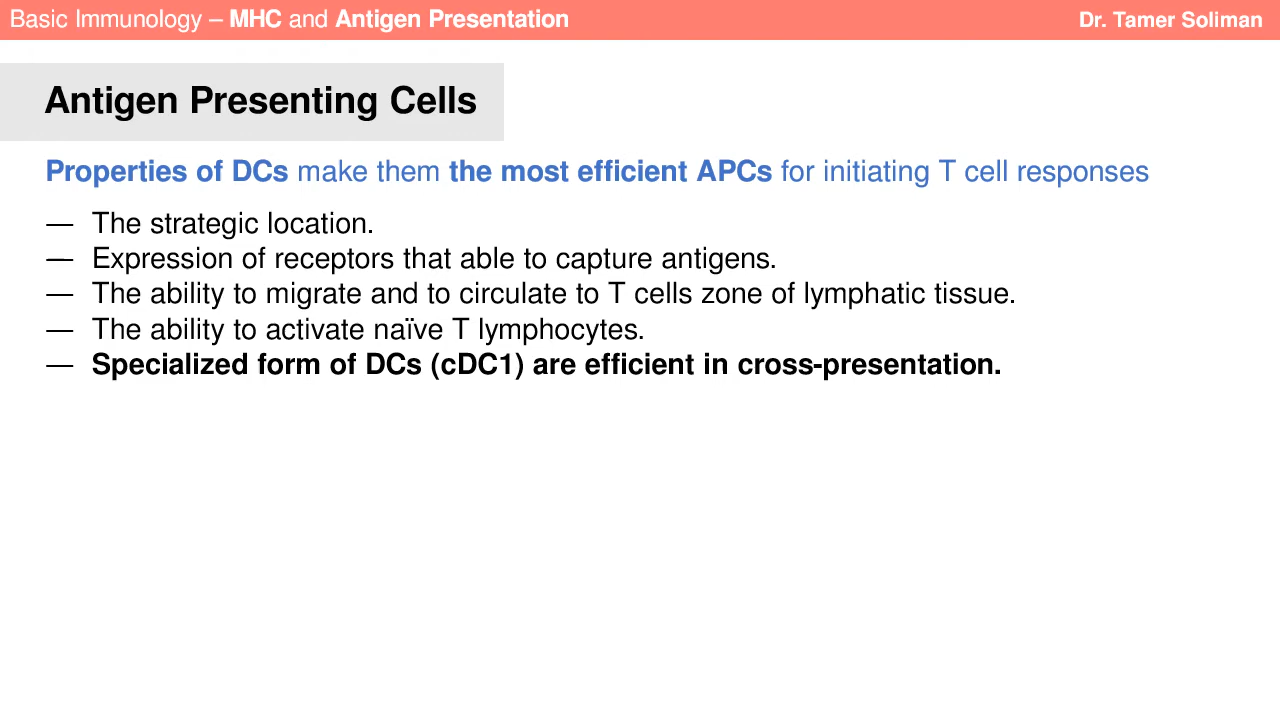 Basic Immunology – MHC and Antigen Presentation
Dr. Tamer Soliman
Antigen Presenting Cells
Properties of DCs make them the most efficient APCs for initiating T cell responses
— The strategic location.
— Expression of receptors that able to capture antigens.
— The ability to migrate and to circulate to T cells zone of lymphatic tissue.
— The ability to activate naïve T lymphocytes.
— Specialized form of DCs (cDC1) are efficient in cross-presentation.